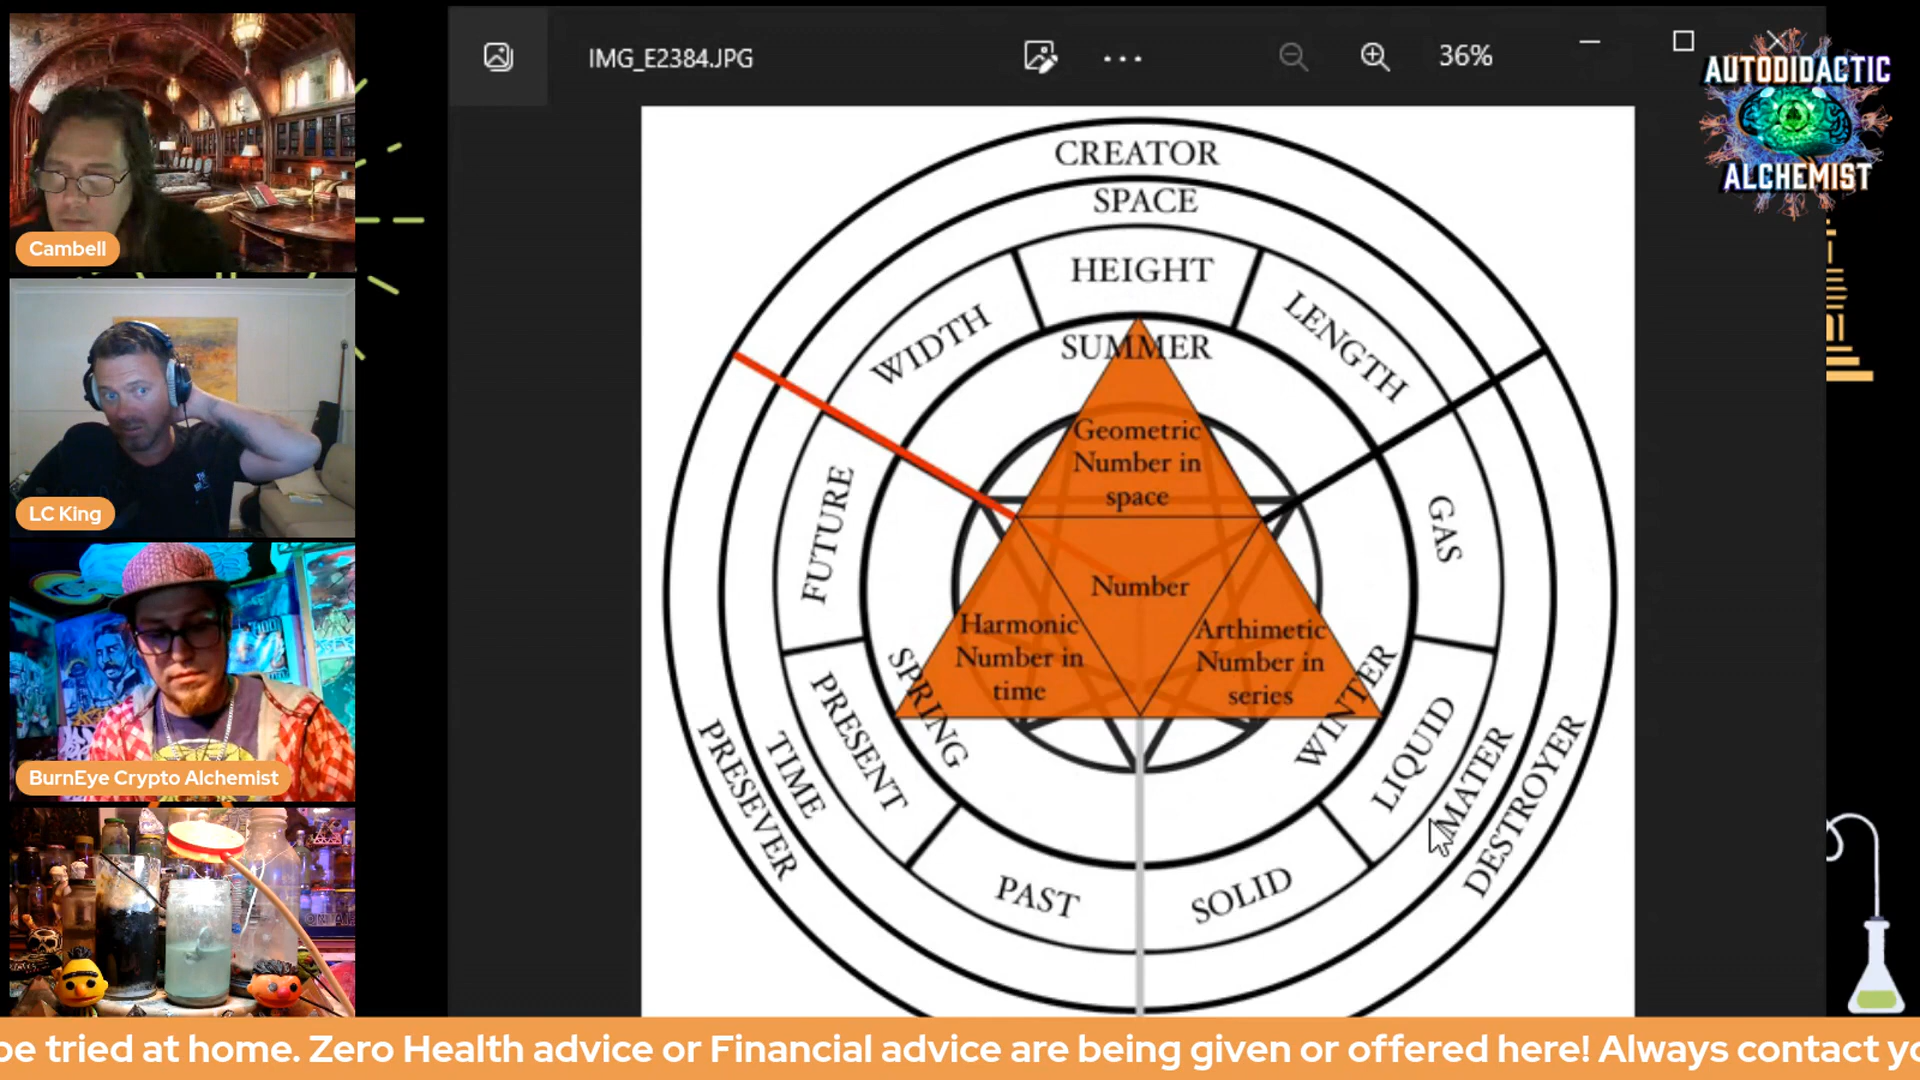 IMG_E2384.JPG
36%
AUTODIDACTIC
ALCHEMIST
CREATOR
SPACE
HEIGHT
WIDTH
LENGTH
SUMMER
Geometric
Number in
space
FUTURE
GAS
Number
Harmonic
Number in
time
Arthimetic
Number in
series
SPRING
WINTER
PRESENT
LIQUID
TIME
MATER
PRESEVER
DESTROYER
PAST
SOLID
Cambell
LC King
BurnEye Crypto Alchemist
be tried at home. Zero Health advice or Financial advice are being given or offered here! Always contact yo